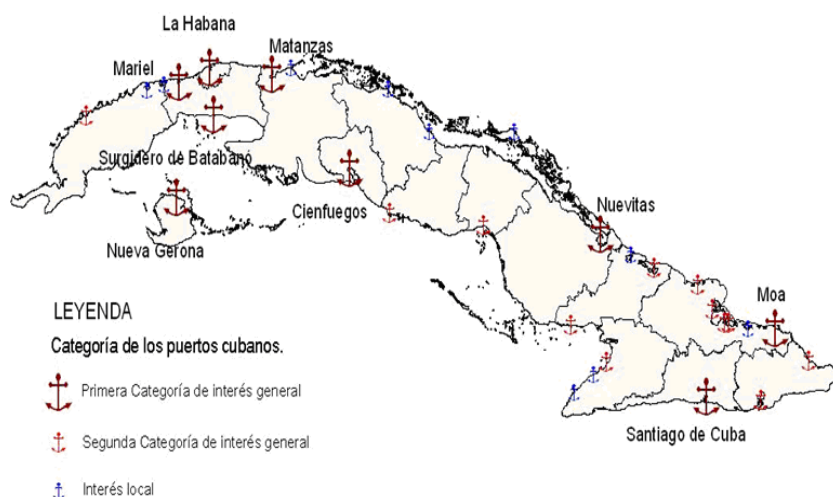 La Habana
Matanzas
Mariel
Surgidero de Batabanó
Cienfuegos
Nuevitas
Nueva Gerona
Moa
Santiago de Cuba
LEYENDA
Categoría de los puertos cubanos.
Primera Categoría de interés general
Segunda Categoría de interés general
Interés local